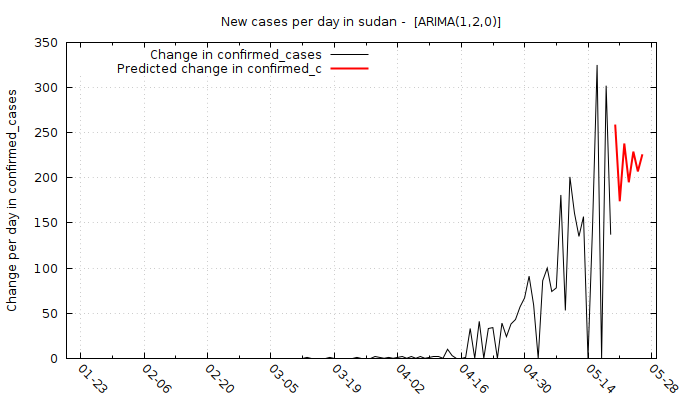 New cases per day in sudan - [ARIMA(1,2,0)]
Change in confirmed_cases
Predicted change in confirmed_c
Change per day in confirmed_cases
350
300
250
200
150
100
50
0
01-23 02-06 02-20 03-05 03-19 04-02 04-16 04-30 05-14 05-28